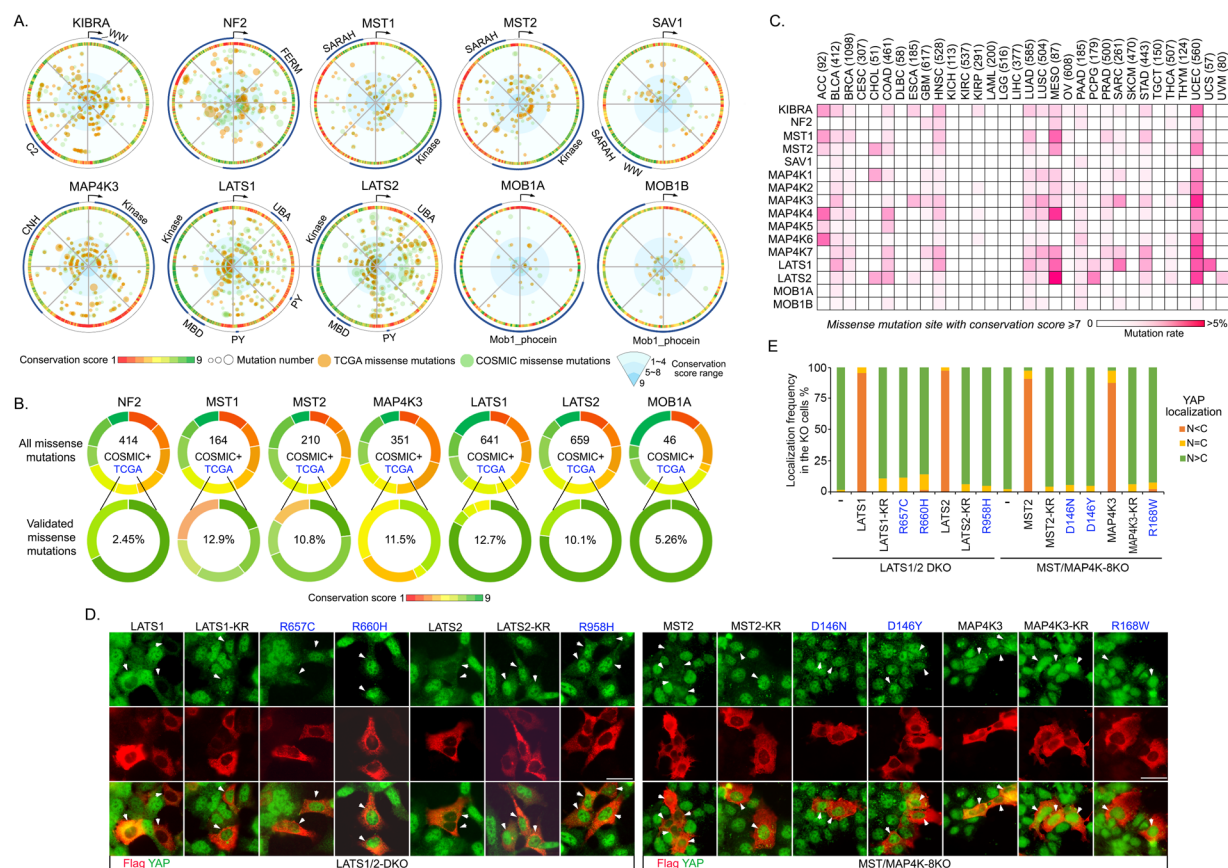 A.
KIBRA
NF2
MST1
MST2
SAV1
WW
C2
FERM
SARAH
Kinase
SARAH
Kinase
SARAH
WW
MAP4K3
LATS1
LATS2
MOB1A
MOB1B
CNH
Kinase
Kinase
UBA
PY
PY
MBD
Kinase
UBA
PY
MBD
Mob1_phocein
Mob1_phocein
Conservation score 1 9
Mutation number
TCGA missense mutations
COSMIC missense mutations
1~4
5~8
9
Conservation
score range
B.
NF2
MST1
MST2
MAP4K3
LATS1
LATS2
MOB1A
All missense
mutations
414
COSMIC+
TCGA
164
COSMIC+
TCGA
210
COSMIC+
TCGA
351
COSMIC+
TCGA
641
COSMIC+
TCGA
659
COSMIC+
TCGA
46
COSMIC+
TCGA
Validated
missense
mutations
2.45%
12.9%
10.8%
11.5%
12.7%
10.1%
5.26%
Conservation score 1 9
C.
ACC (92)
BLCA (412)
BRCA (1098)
CESC (307)
CHOL (51)
COAD (461)
DLBC (58)
ESCA (185)
GBM (617)
HNSC (528)
KICH (113)
KIRC (537)
KIRP (291)
LAML (200)
LGG (516)
LIHC (377)
LUAD (585)
LUSC (504)
MESO (87)
OV (608)
PAAD (185)
PCPG (179)
PRAD (500)
SARC (261)
SKCM (470)
STAD (443)
TGCT (150)
THCA (507)
THYM (124)
UCEC (560)
UCS (57)
UVM (80)
KIBRA
NF2
MST1
MST2
SAV1
MAP4K1
MAP4K2
MAP4K3
MAP4K4
MAP4K5
MAP4K6
MAP4K7
LATS1
LATS2
MOB1A
MOB1B
Missense mutation site with conservation score ⩾7
0 >5%
Mutation rate
E
Localization frequency
in the KO cells %
100
75
50
25
0
YAP
localization
N<C
N=C
N>C
-
LATS1
LATS1-KR
R657C
R660H
LATS2
LATS2-KR
R958H
-
MST2
MST2-KR
D146N
D146Y
MAP4K3
MAP4K3-KR
R168W
LATS1/2 DKO
MST/MAP4K-8KO
D.
LATS1
LATS1-KR
R657C
R660H
LATS2
LATS2-KR
R958H
MST2
MST2-KR
D146N
D146Y
MAP4K3
MAP4K3-KR
R168W
Flag YAP
LATS1/2-DKO
Flag YAP
MST/MAP4K-8KO